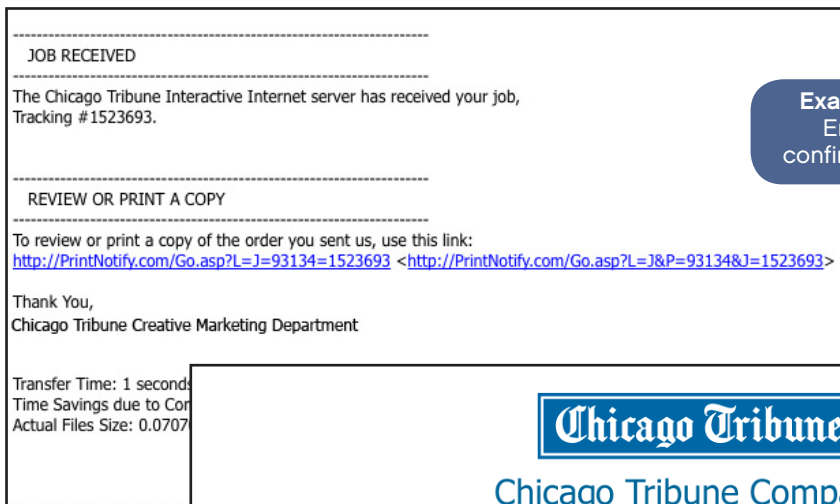 ------------------------------------------------------------------------
JOB RECEIVED
------------------------------------------------------------------------
The Chicago Tribune Interactive Internet server has received your job,
Tracking #1523693.
------------------------------------------------------------------------
REVIEW OR PRINT A COPY
------------------------------------------------------------------------
To review or print a copy of the order you sent us, use this link:
http://PrintNotify.com/Go.asp?L=J=93134=1523693 <http://PrintNotify.com/Go.asp?L=J&P=93134&J=1523693>
Thank You,
Chicago Tribune Creative Marketing Department
Transfer Time: 1 seconds
Time Savings due to
Actual Files Size: 0.0707
Chicago Tribune
Chicago Tribune